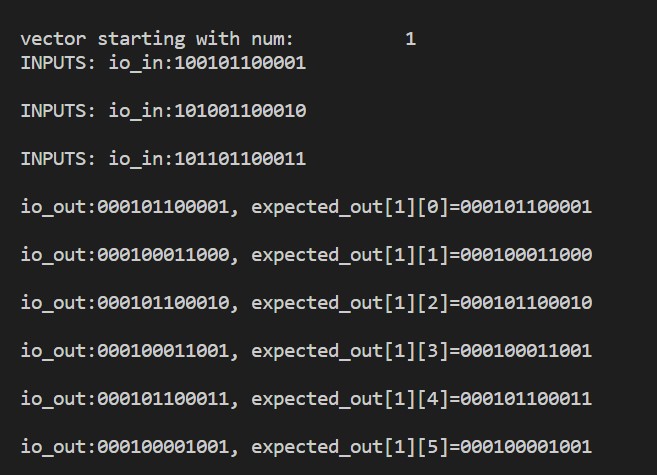 vector starting with num:          1
INPUTS: io_in:100101100001
INPUTS: io_in:101001100010
INPUTS: io_in:101101100011
io_out:000101100001, expected_out[1][0]=000101100001
io_out:000100011000, expected_out[1][1]=000100011000
io_out:000101100010, expected_out[1][2]=000101100010
io_out:000100011001, expected_out[1][3]=000100011001
io_out:000101100011, expected_out[1][4]=000101100011
io_out:000100001001, expected_out[1][5]=000100001001